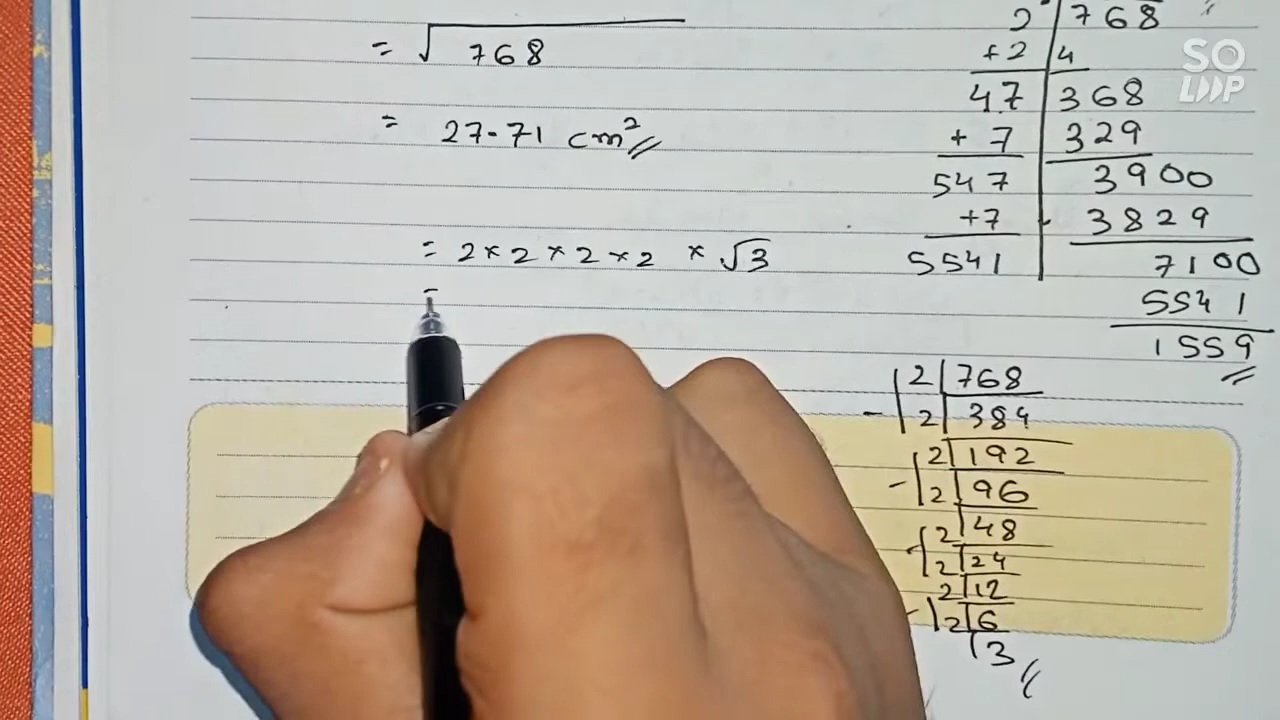 = √768
= 27.71 cm²
= 2 × 2 × 2 × 2 × √3
=
2 | 768
+2 | 4
47 | 368
+ 7 | 329
547 | 3900
+7 | 3829
5541 | 7100
5541
1559
2 | 768
2 | 384
2 | 192
2 | 96
2 | 48
2 | 24
2 | 12
2 | 6
3
SO
LIIP